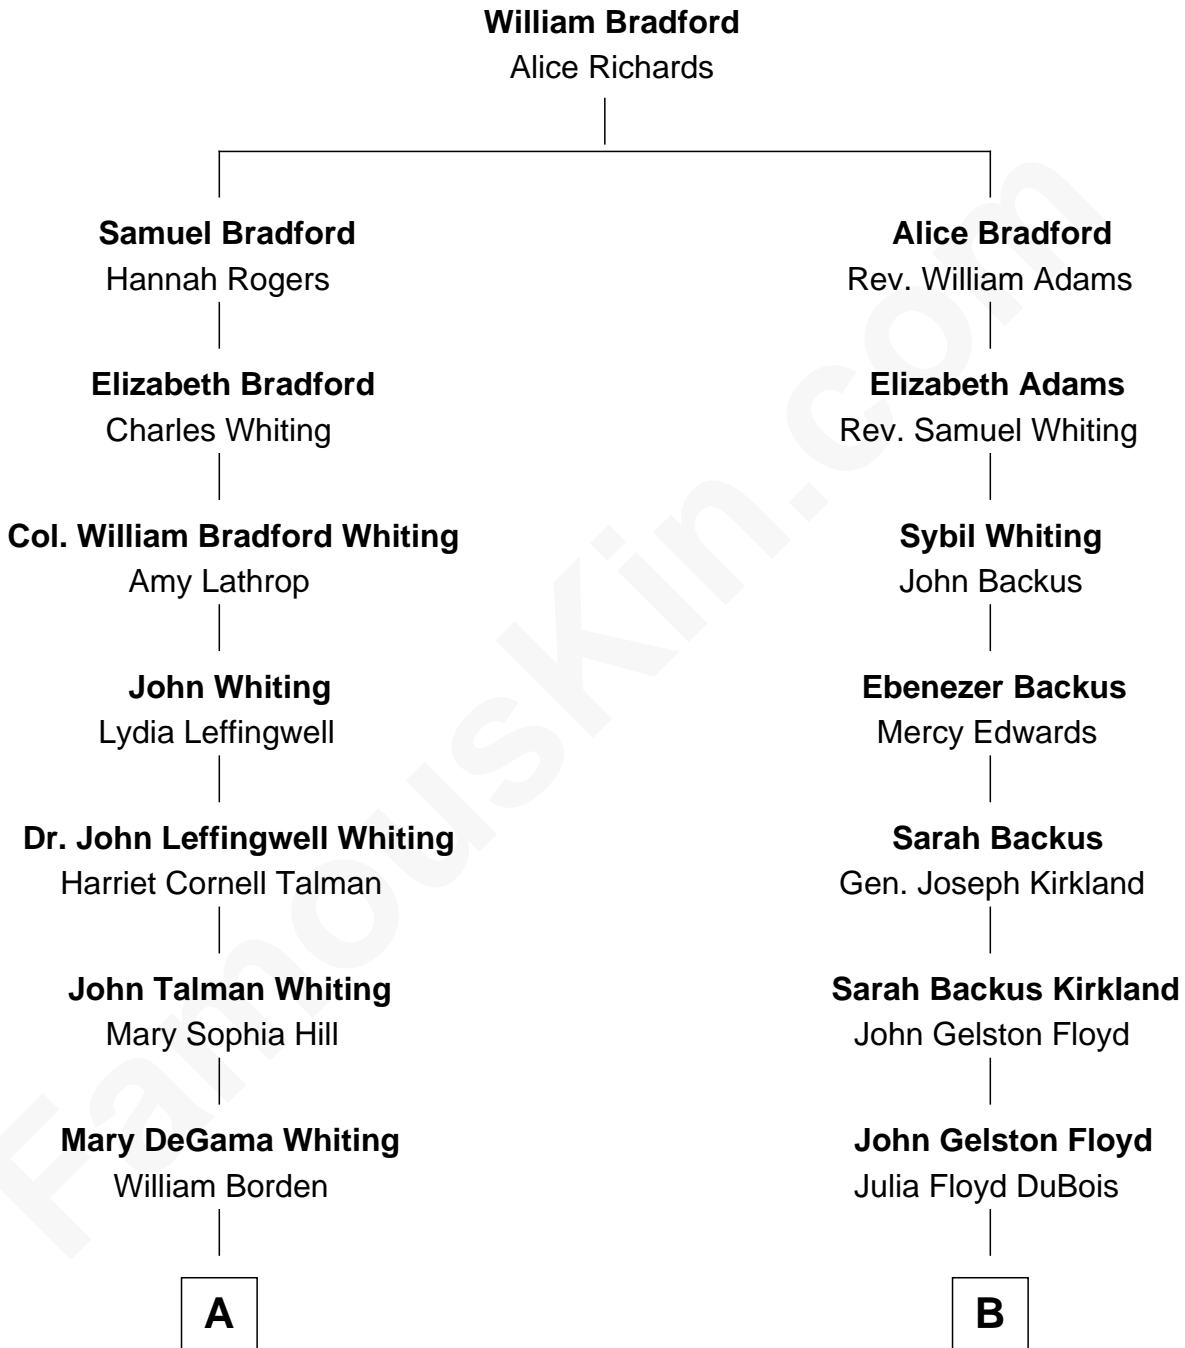 William Bradford
Alice Richards
Samuel Bradford
Hannah Rogers
Alice Bradford
Rev. William Adams
Elizabeth Bradford
Charles Whiting
Elizabeth Adams
Rev. Samuel Whiting
Col. William Bradford Whiting
Amy Lathrop
Sybil Whiting
John Backus
John Whiting
Lydia Leffingwell
Ebenezer Backus
Mercy Edwards
Dr. John Leffingwell Whiting
Harriet Cornell Talman
Sarah Backus
Gen. Joseph Kirkland
John Talman Whiting
Mary Sophia Hill
Sarah Backus Kirkland
John Gelston Floyd
Mary DeGama Whiting
William Borden
John Gelston Floyd
Julia Floyd DuBois
A
B
FamousKin.com